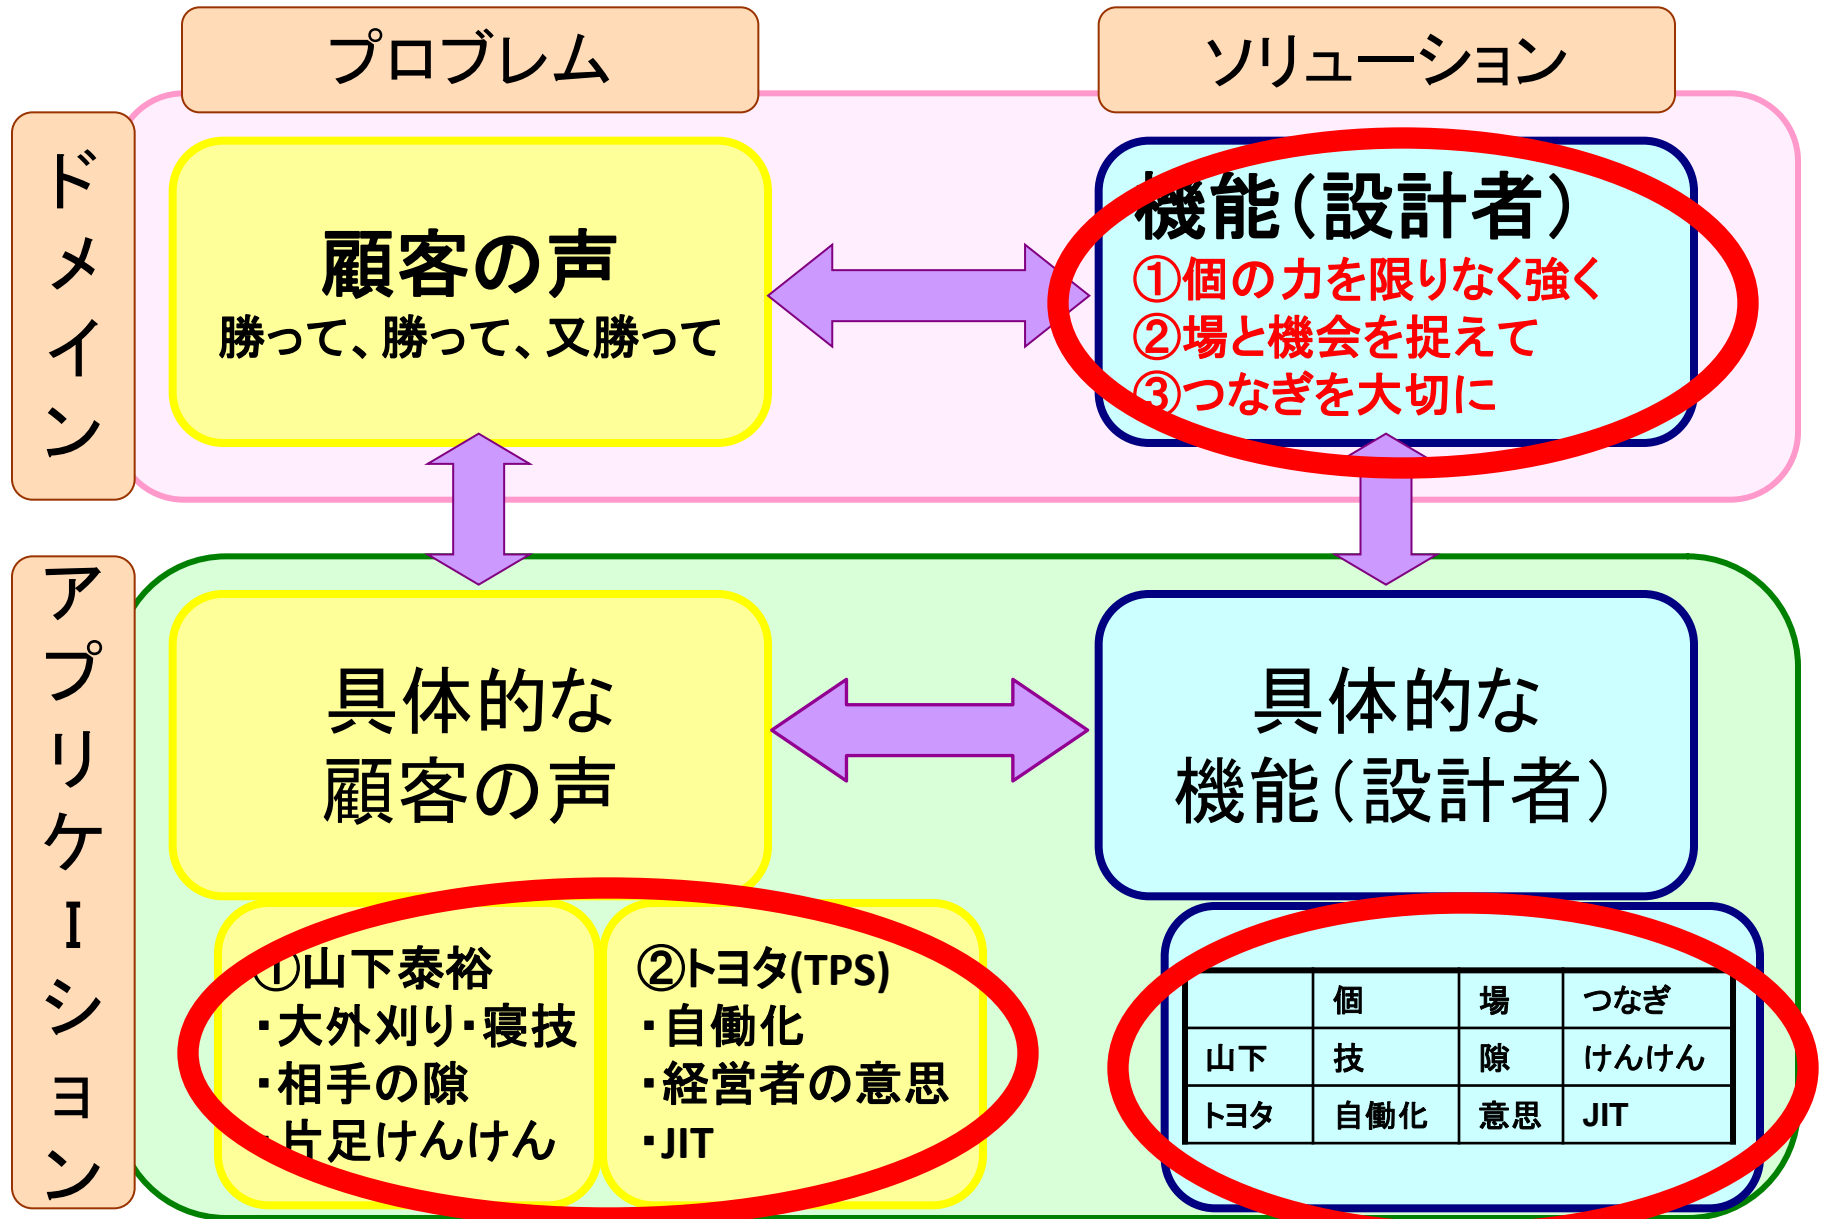 プロブレム
ソリューション
ドメイン
顧客の声
勝って、勝って、又勝って
機能（設計者）
①個の力を限りなく強く
②場と機会を捉えて
③つなぎを大切に
アプリケーション
具体的な
顧客の声
具体的な
機能（設計者）
①山下泰裕
・大外刈り・寝技
・相手の隙
・片足けんけん
②トヨタ(TPS)
・自働化
・経営者の意思
・JIT
個 場 つなぎ
山下 技 隙 けんけん
トヨタ 自働化 意思 JIT